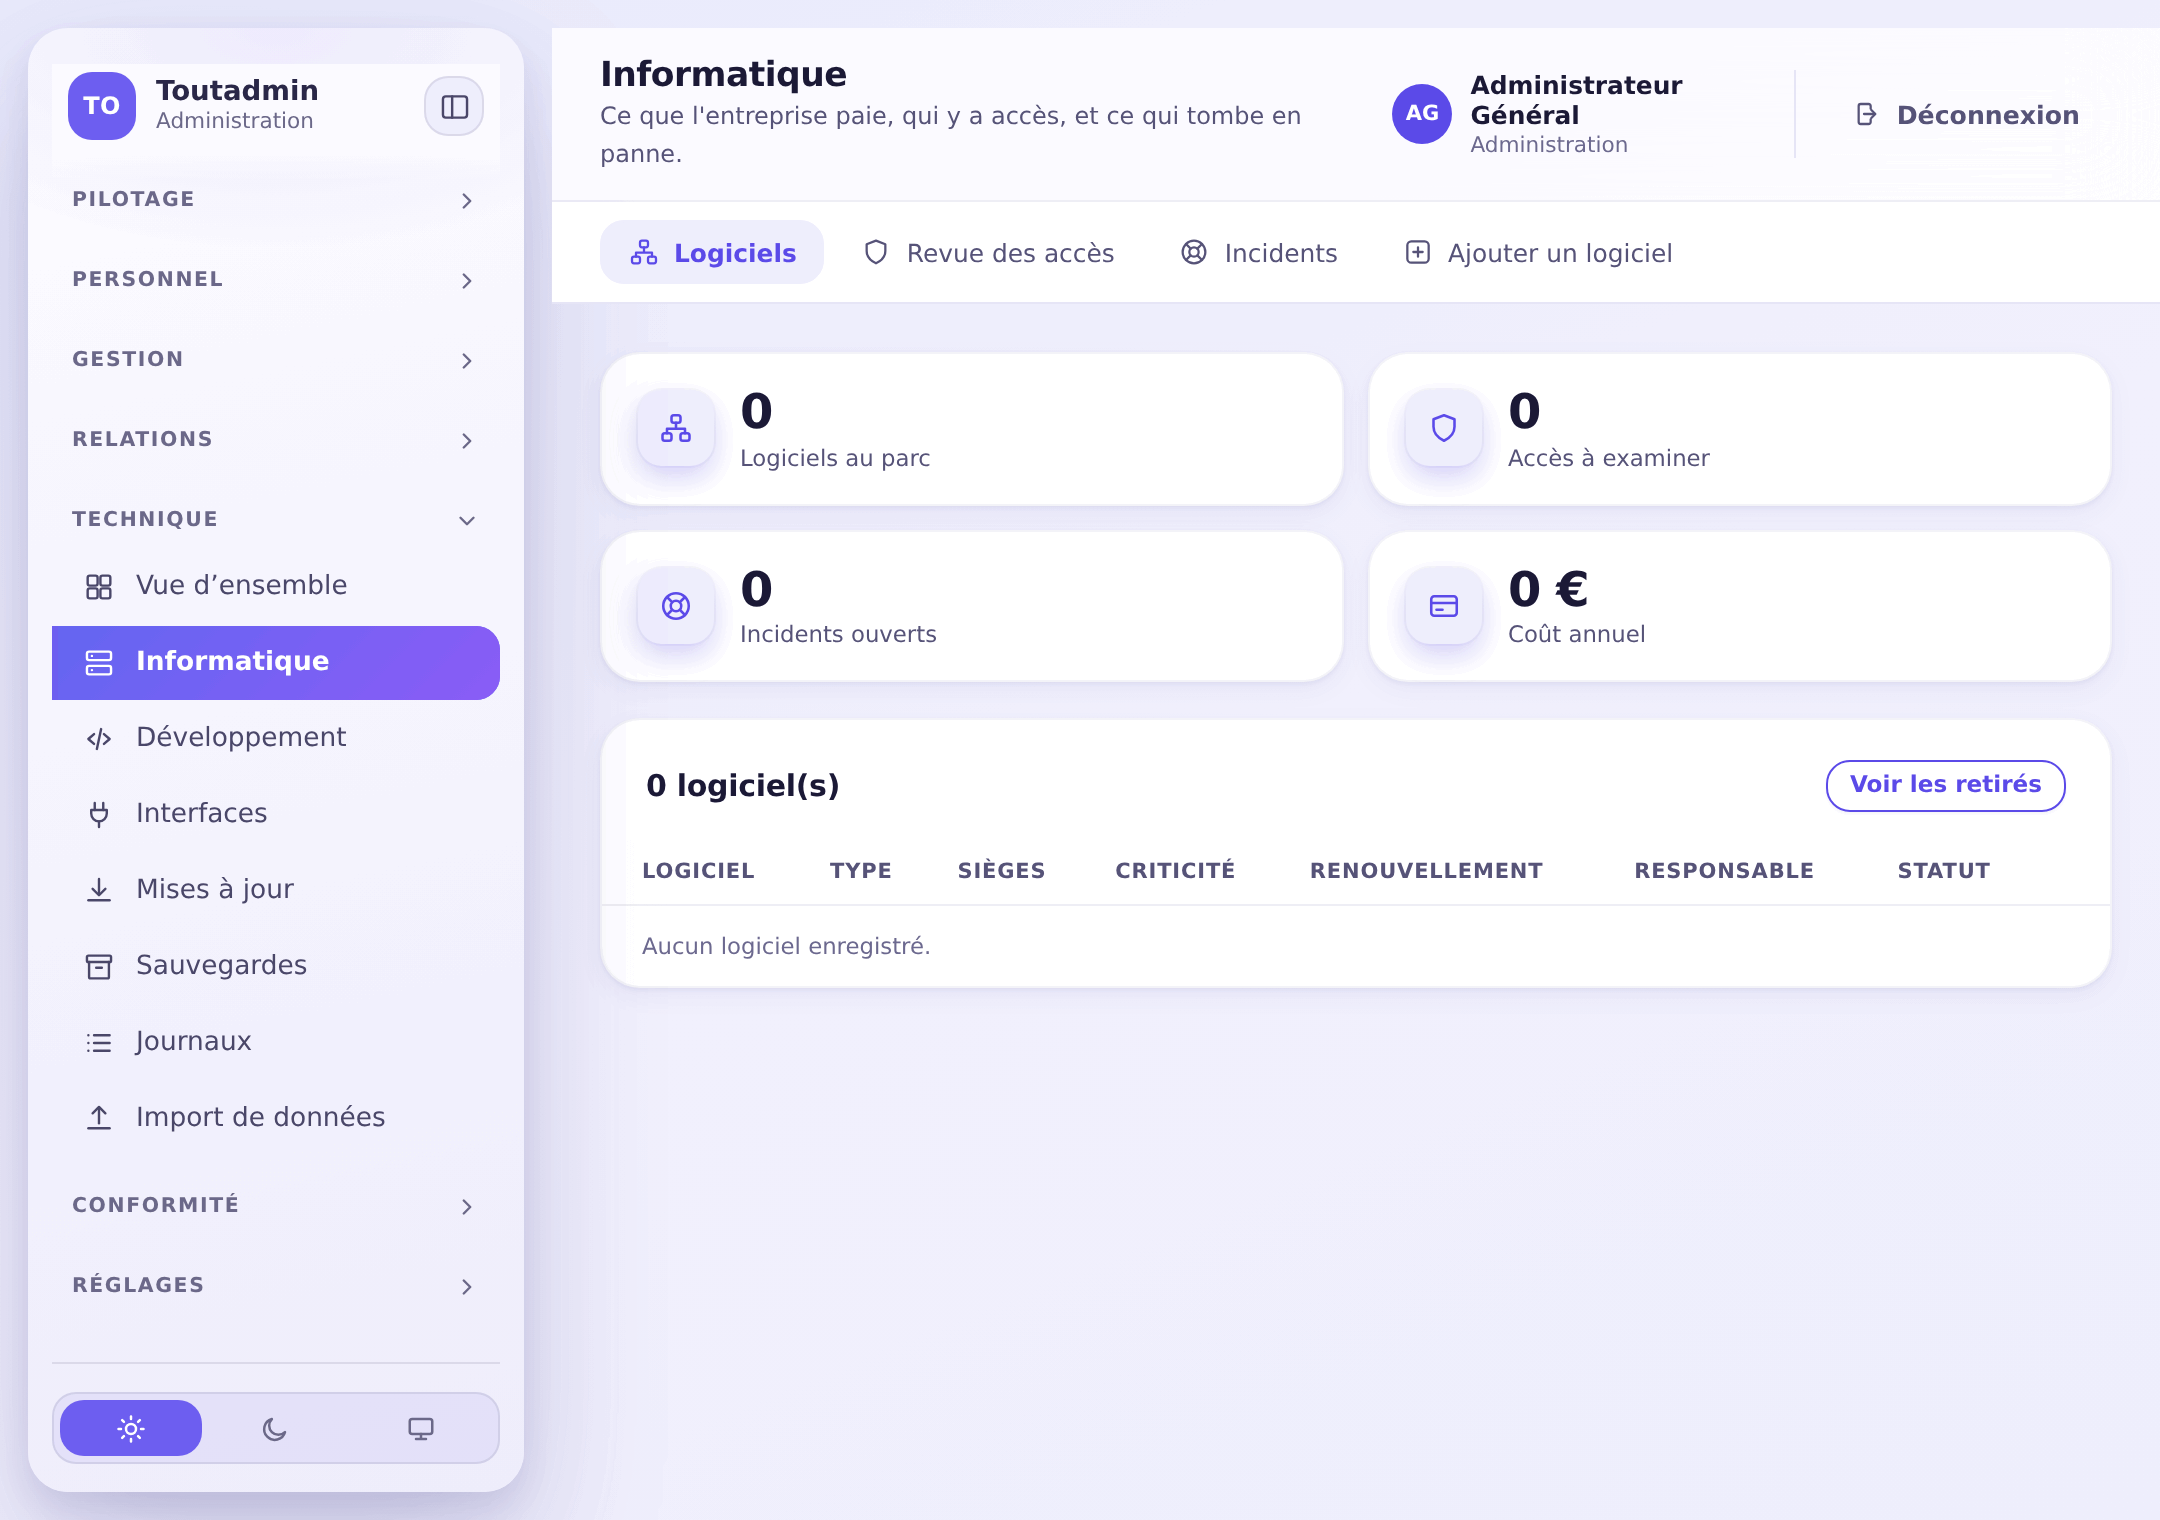 TO
Toutadmin
Administration
PILOTAGE
PERSONNEL
GESTION
RELATIONS
TECHNIQUE
Vue d’ensemble
Informatique
Développement
Interfaces
Mises à jour
Sauvegardes
Journaux
Import de données
CONFORMITÉ
RÉGLAGES
Informatique
Ce que l'entreprise paie, qui y a accès, et ce qui tombe en
panne.
AG
Administrateur
Général
Administration
Déconnexion
Logiciels
Revue des accès
Incidents
Ajouter un logiciel
0
Logiciels au parc
0
Accès à examiner
0
Incidents ouverts
0 €
Coût annuel
0 logiciel(s)
Voir les retirés
LOGICIEL TYPE SIÈGES CRITICITÉ RENOUVELLEMENT RESPONSABLE STATUT
Aucun logiciel enregistré.